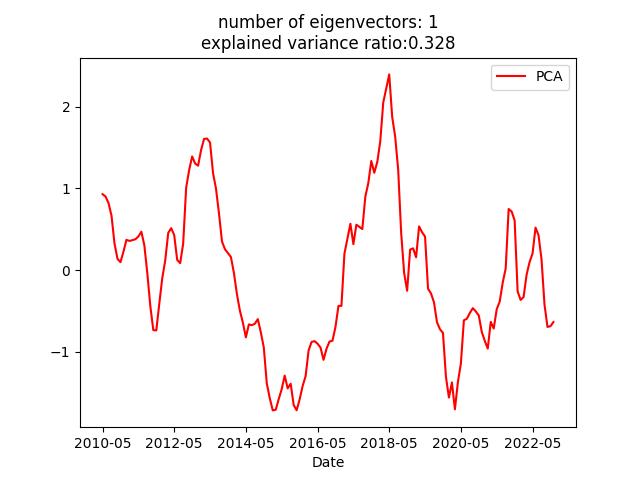 number of eigenvectors: 1
explained variance ratio:0.328
PCA
2
1
0
−1
2010-05 2012-05 2014-05 2016-05 2018-05 2020-05 2022-05
Date